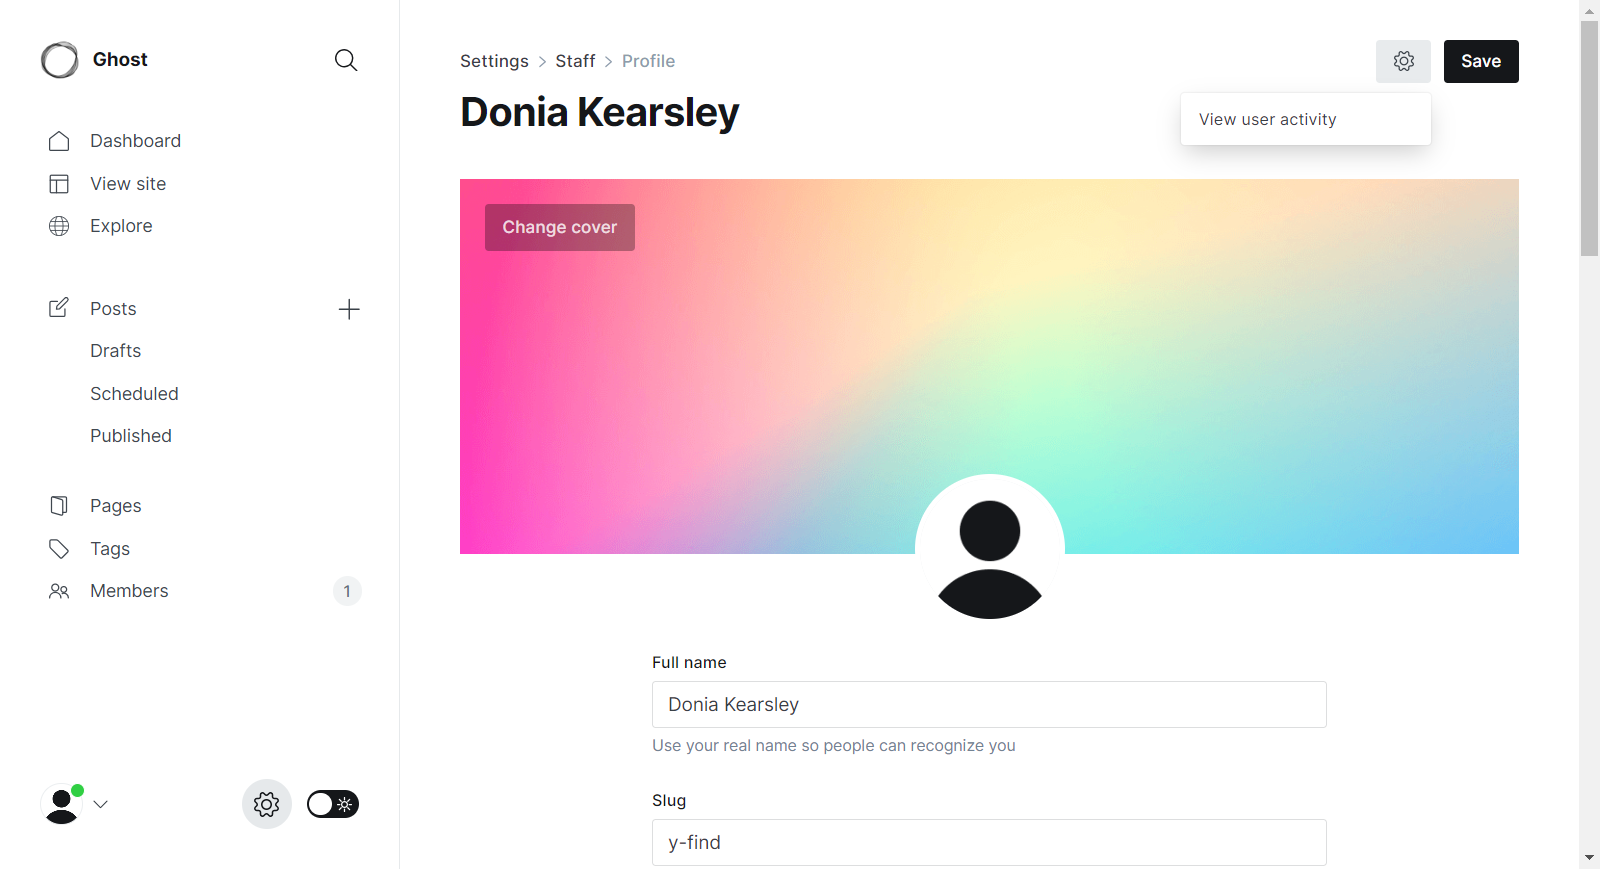 Ghost
Dashboard
View site
Explore
Posts
Drafts
Scheduled
Published
Pages
Tags
Members
1
Settings > Staff > Profile
Save
Donia Kearsley
View user activity
Change cover
Full name
Donia Kearsley
Use your real name so people can recognize you
Slug
y-find